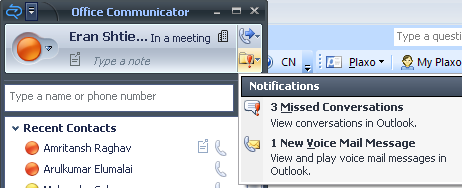 Office Communicator
Eran Shtie... In a meeting
Type a note
Type a name or phone number
Recent Contacts
Amritansh Raghav
Arulkumar Elumalai
Type a questi
CN
Plaxo
My Plaxo
Notifications
3 Missed Conversations
View conversations in Outlook.
1 New Voice Mail Message
View and play voice mail messages in
Outlook.